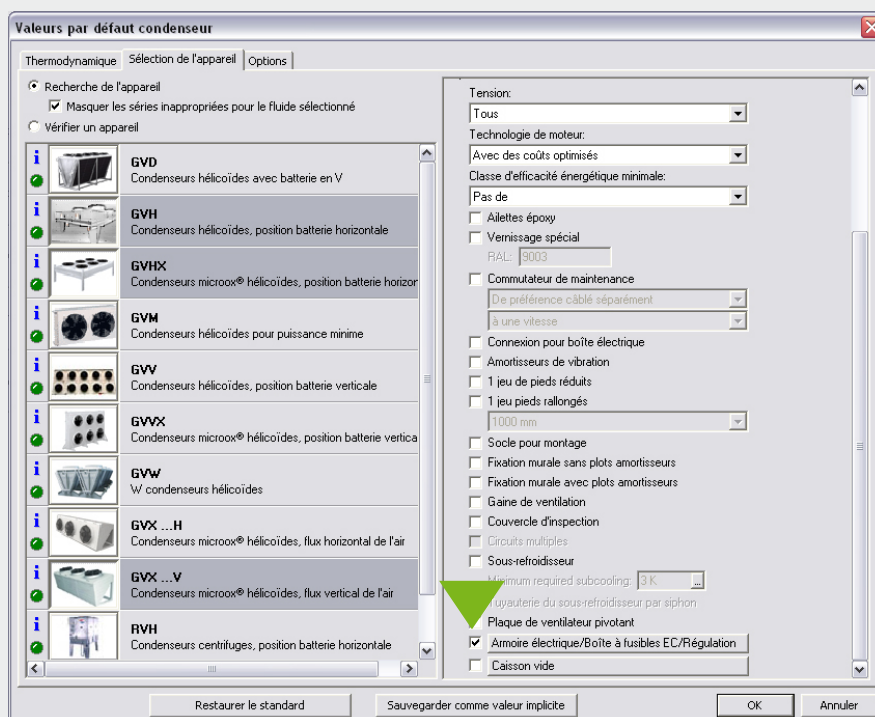 Valeurs par défaut condenseur
Thermodynamique
Sélection de l'appareil
Options
Recherche de l'appareil
Masquer les séries inappropriées pour le fluide sélectionné
Vérifier un appareil
GVD
Condenseurs hélicoïdes avec batterie en V
GVH
Condenseurs hélicoïdes, position batterie horizontale
GVHX
Condenseurs microox® hélicoïdes, position batterie horizor
GVM
Condenseurs hélicoïdes pour puissance minime
GVV
Condenseurs hélicoïdes, position batterie verticale
GVVX
Condenseurs microox® hélicoïdes, position batterie vertica
GVW
W condenseurs hélicoïdes
GVX ...H
Condenseurs microox® hélicoïdes, flux horizontal de l'air
GVX ...V
Condenseurs microox® hélicoïdes, flux vertical de l'air
RVH
Condenseurs centrifuges, position batterie horizontale
Tension:
Tous
Technologie de moteur:
Avec des coûts optimisés
Classe d'efficacité énergétique minimale:
Pas de
Ailettes époxy
Vernissage spécial
RAL: 9003
Commutateur de maintenance
De préférence câblé séparément
à une vitesse
Connexion pour boîte électrique
Amortisseurs de vibration
1 jeu de pieds réduits
1 jeu pieds rallongés
1000 mm
Socle pour montage
Fixation murale sans plots amortisseurs
Fixation murale avec plots amortisseurs
Gaine de ventilation
Couvercle d'inspection
Circuits multiples
Sous-refroidisseur
Minimum required subcooling: 3 K ...
uyauterie du sous-refroidisseur par siphon
Plaque de ventilateur pivotant
Armoire électrique/Boîte à fusibles EC/Régulation
Caisson vide
Restaurer le standard
Sauvegarder comme valeur implicite
OK
Annuler